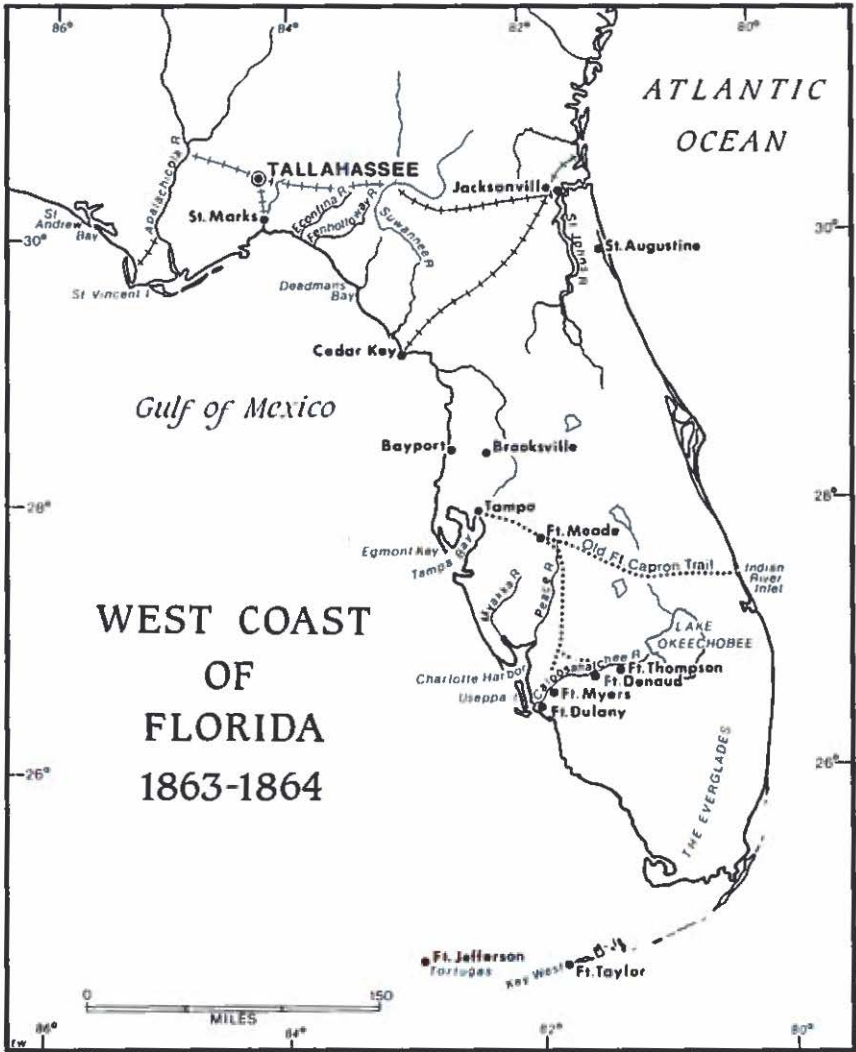 86°
84°
82°
80°
ATLANTIC
OCEAN
Apalachicola R
TALLAHASSEE
Jacksonville
St. Marks
Econfina R
Fenholloway R
Suwannee R
St Johns R
St
Andrew
Bay
30°
30°
St. Augustine
St Vincent I
Deadmans
Bay
Cedar Key
Gulf of Mexico
Bayport
Brooksville
28°
28°
Tampa
Ft. Meade
Egmont Key
Tampa Bay
Old Ft. Capron Trail
Indian
River
Inlet
Myakka R
Peace R
WEST COAST
OF
FLORIDA
1863-1864
LAKE
OKEECHOBEE
Charlotte Harbor
Caloosahatchee R
Ft. Thompson
Ft. Denaud
Useppa I
Ft. Myers
Ft. Dulany
26°
26°
THE EVERGLADES
Ft. Jefferson
Tortugas
Key West
Ft. Taylor
0
150
MILES
fw
86°
84°
82°
80°